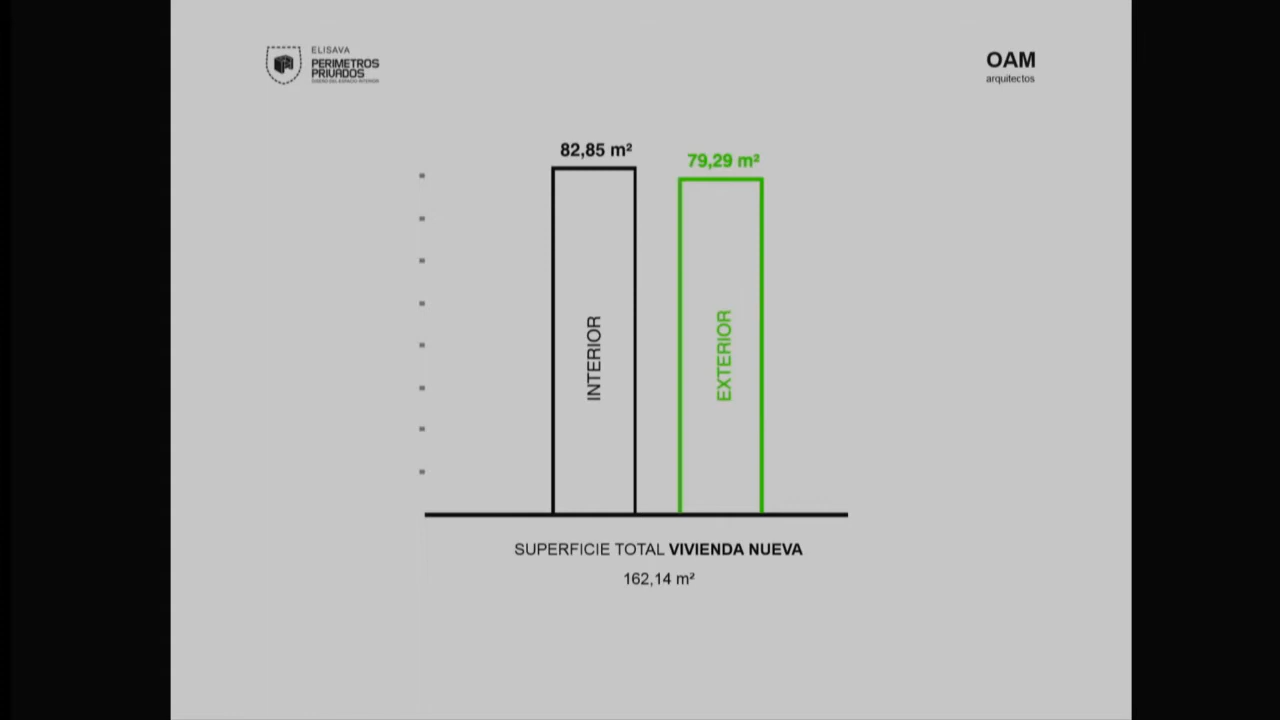 ELISAVA
PERIMETROS
PRIVADOS
OAM
arquitectos
82,85 m²
79,29 m²
INTERIOR
EXTERIOR
SUPERFICIE TOTAL VIVIENDA NUEVA
162,14 m²